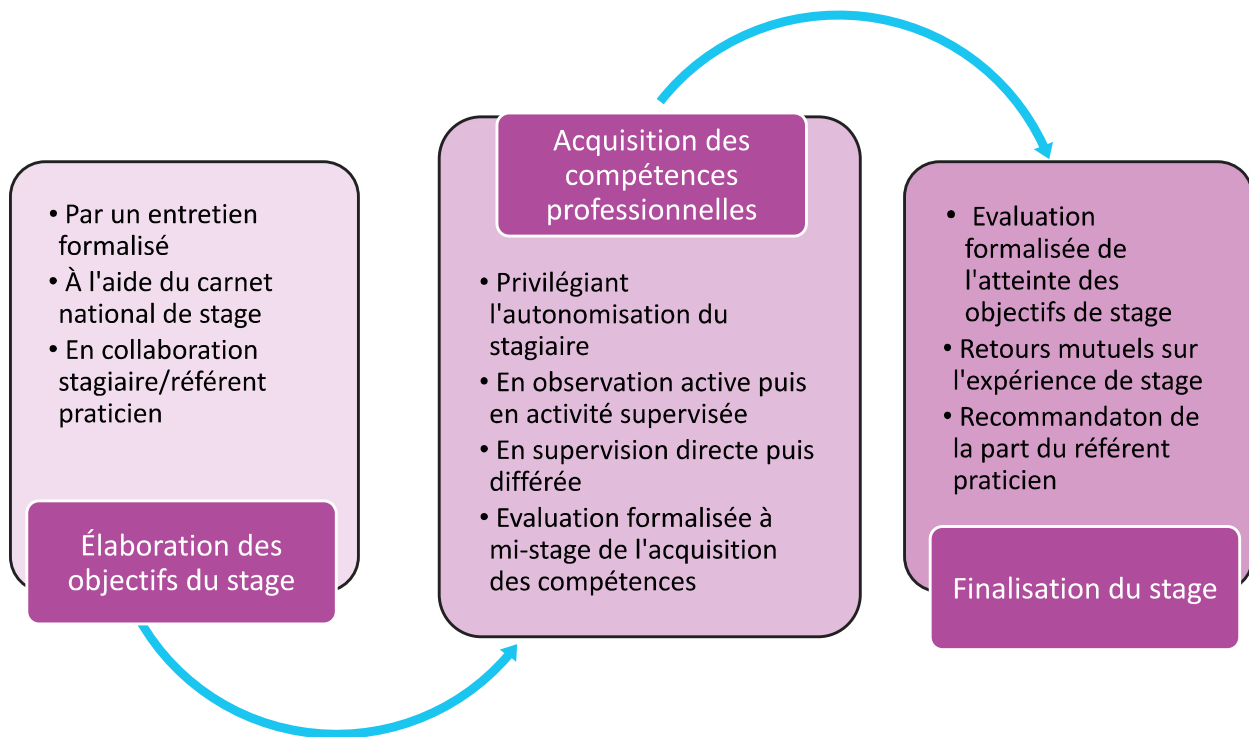 • Par un entretien
formalisé
• À l'aide du carnet
national de stage
• En collaboration
stagiaire/référent
praticien
Élaboration des
objectifs du stage
Acquisition des
compétences
professionnelles
• Privilégiant
l'autonomisation du
stagiaire
• En observation active puis
en activité supervisée
• En supervision directe puis
différée
• Evaluation formalisée à
mi-stage de l'acquisition
des compétences
• Evaluation
formalisée de
l'atteinte des
objectifs de stage
• Retours mutuels sur
l'expérience de stage
• Recommandaton de
la part du référent
praticien
Finalisation du stage